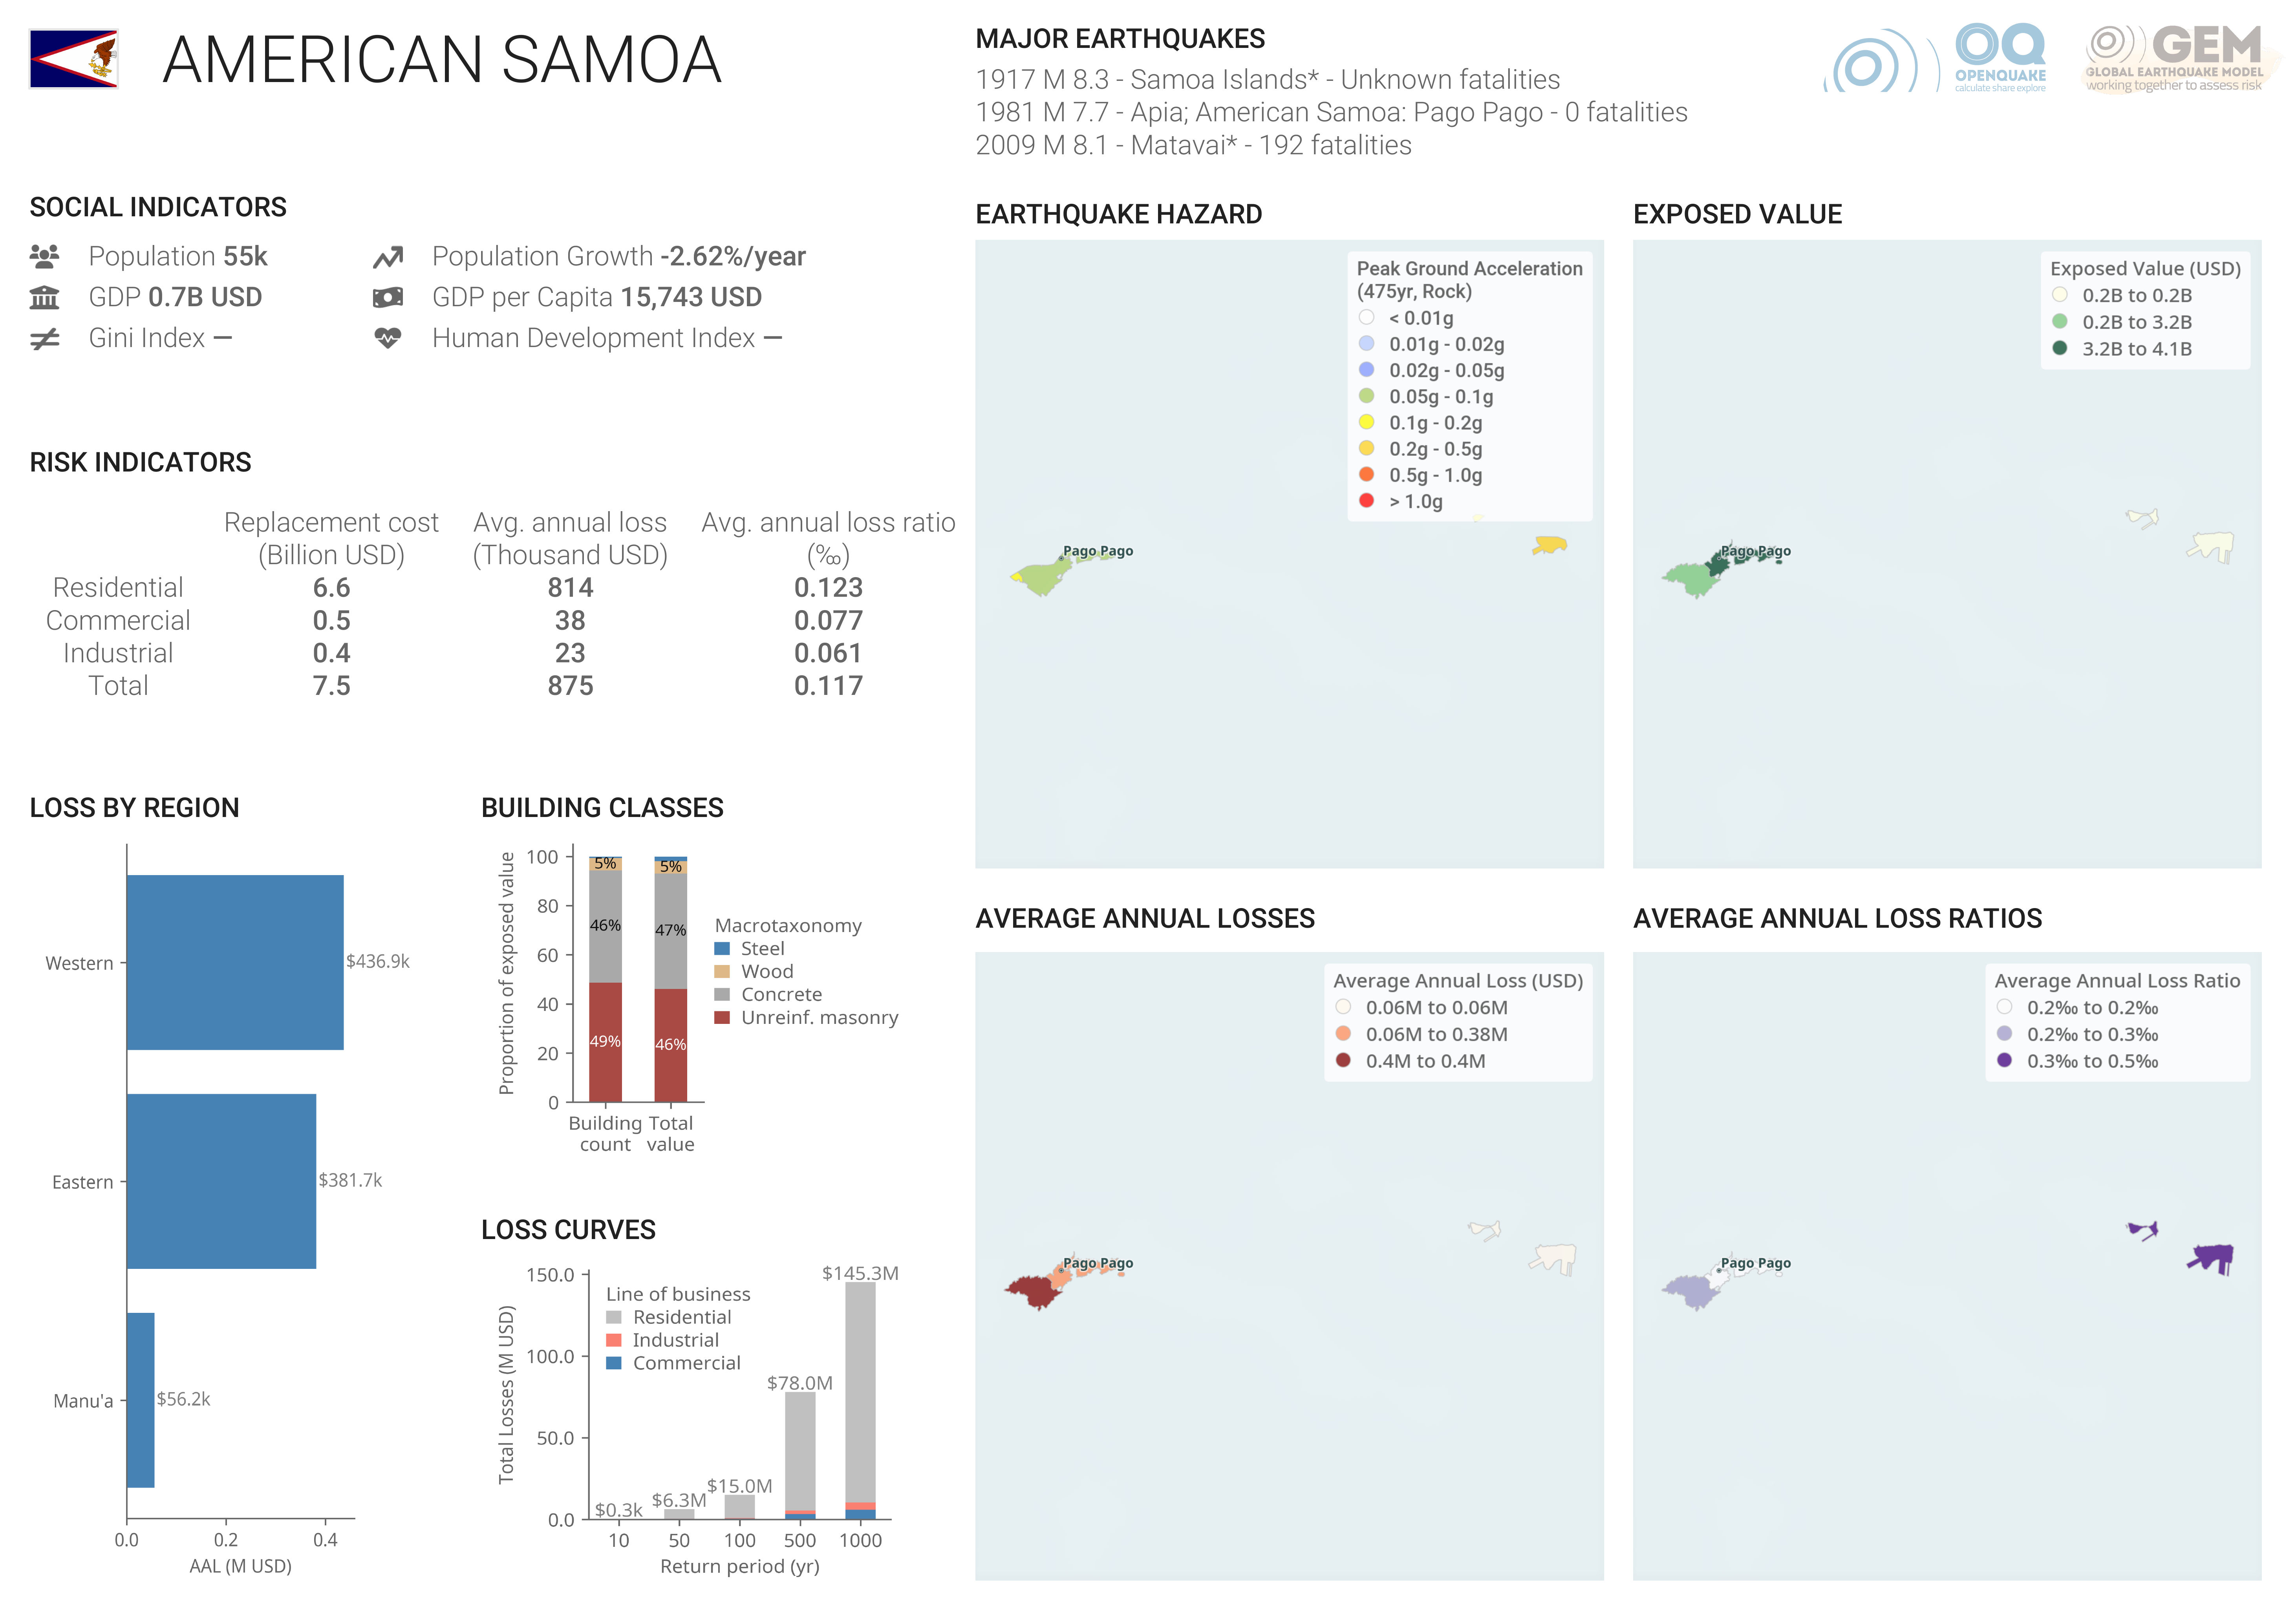 AMERICAN SAMOA
SOCIAL INDICATORS
Population 55k
Population Growth -2.62%/year
GDP 0.7B USD
GDP per Capita 15,743 USD
Gini Index —
Human Development Index —
RISK INDICATORS
Replacement cost (Billion USD) Avg. annual loss (Thousand USD) Avg. annual loss ratio (‰)
Residential 6.6 814 0.123
Commercial 0.5 38 0.077
Industrial 0.4 23 0.061
Total 7.5 875 0.117
LOSS BY REGION
Western $436.9k
Eastern $381.7k
Manu'a $56.2k
0.0 0.2 0.4
AAL (M USD)
BUILDING CLASSES
Proportion of exposed value
100
80
60
40
20
0
5% 5%
46% 47%
49% 46%
Building count
Total value
Macrotaxonomy
Steel
Wood
Concrete
Unreinf. masonry
LOSS CURVES
Total Losses (M USD)
150.0
100.0
50.0
0.0
Line of business
Residential
Industrial
Commercial
$0.3k
$6.3M
$15.0M
$78.0M
$145.3M
10 50 100 500 1000
Return period (yr)
MAJOR EARTHQUAKES
1917 M 8.3 - Samoa Islands* - Unknown fatalities
1981 M 7.7 - Apia; American Samoa: Pago Pago - 0 fatalities
2009 M 8.1 - Matavai* - 192 fatalities
OQ
OPENQUAKE
calculate share explore
GEM
GLOBAL EARTHQUAKE MODEL
working together to assess risk
EARTHQUAKE HAZARD
Peak Ground Acceleration
(475yr, Rock)
< 0.01g
0.01g - 0.02g
0.02g - 0.05g
0.05g - 0.1g
0.1g - 0.2g
0.2g - 0.5g
0.5g - 1.0g
> 1.0g
Pago Pago
EXPOSED VALUE
Exposed Value (USD)
0.2B to 0.2B
0.2B to 3.2B
3.2B to 4.1B
Pago Pago
AVERAGE ANNUAL LOSSES
Average Annual Loss (USD)
0.06M to 0.06M
0.06M to 0.38M
0.4M to 0.4M
Pago Pago
AVERAGE ANNUAL LOSS RATIOS
Average Annual Loss Ratio
0.2‰ to 0.2‰
0.2‰ to 0.3‰
0.3‰ to 0.5‰
Pago Pago